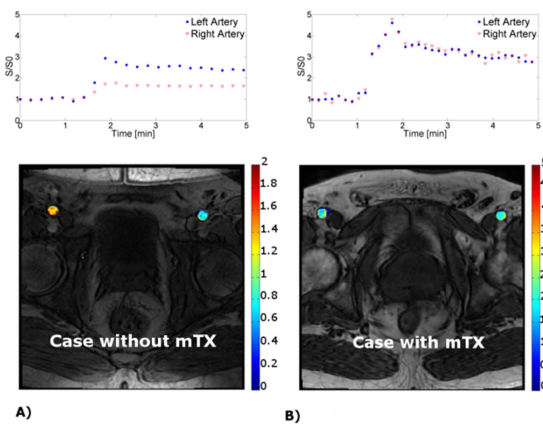 Left Artery
Right Artery
S/S0
5
4
3
2
1
0
0 1 2 3 4 5
Time [min]
Left Artery
Right Artery
S/S0
5
4
3
2
1
0
0 1 2 3 4 5
Time [min]
Case without mTX
2
1.8
1.6
1.4
1.2
1
0.8
0.6
0.4
0.2
0
Case with mTX
A)
B)